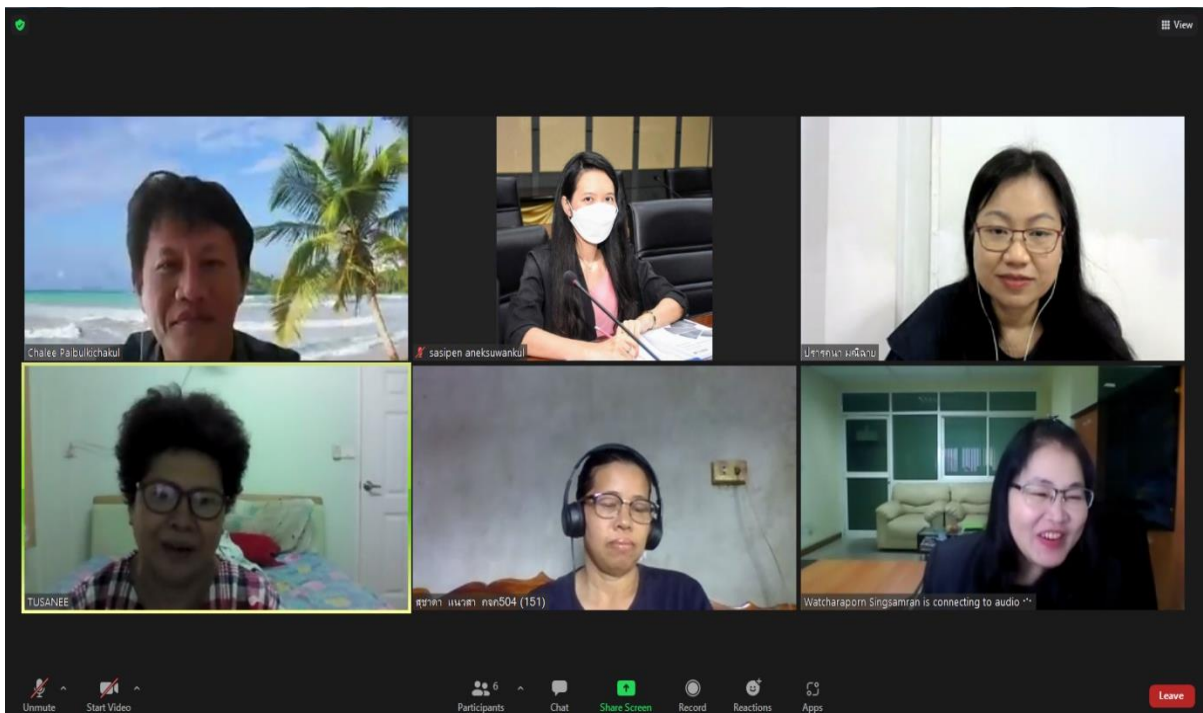 View
Chalee Paibulkichakul
sasipen aneksuwankul
ปรารถนา มณีฉาย
TUSANEE
สุชาดา แนวสา กจก504 (151)
Watcharaporn Singsamran is connecting to audio
Unmute
Start Video
6
Participants
Chat
Share Screen
Record
Reactions
Apps
Leave